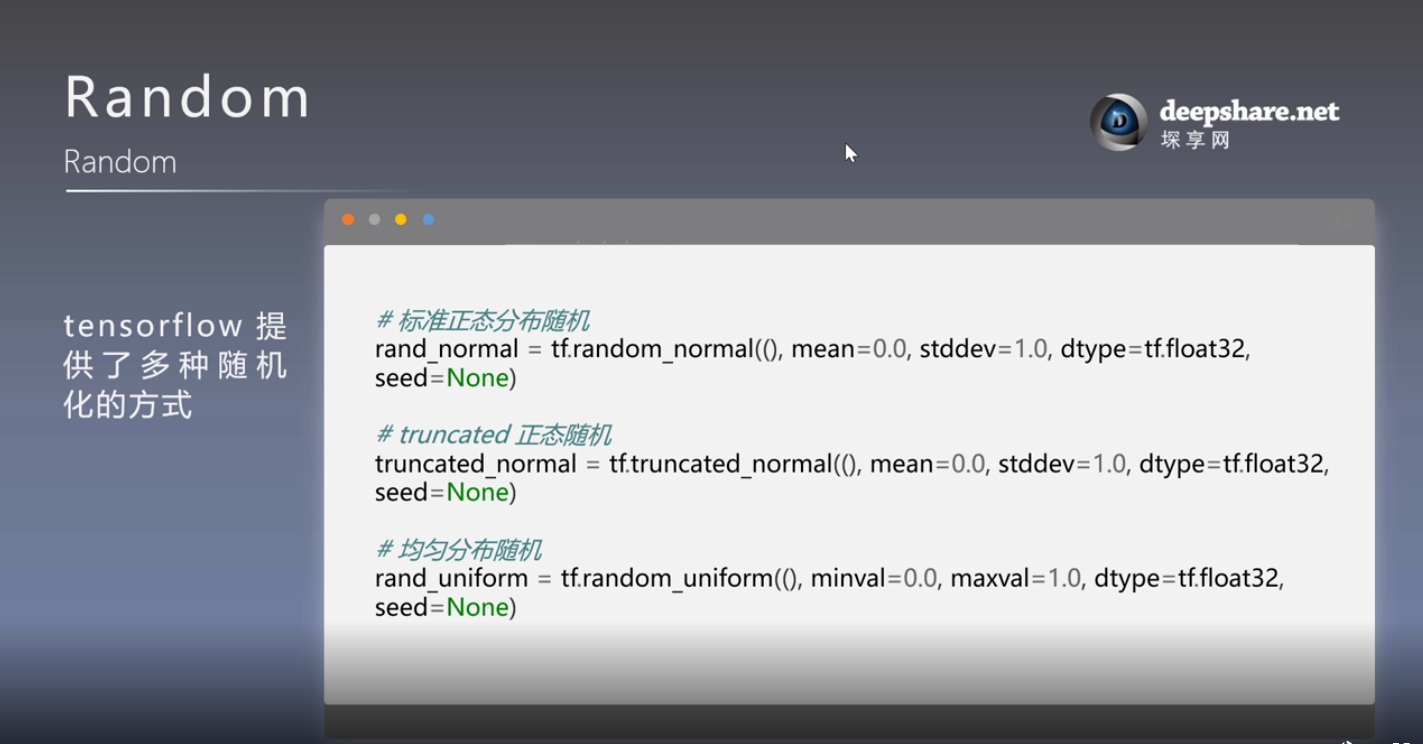 Random
Random
deepshare.net
琛享网
tensorflow 提
供了多种随机
化的方式
# 标准正态分布随机
rand_normal = tf.random_normal((), mean=0.0, stddev=1.0, dtype=tf.float32,
seed=None)
# truncated 正态随机
truncated_normal = tf.truncated_normal((), mean=0.0, stddev=1.0, dtype=tf.float32,
seed=None)
# 均匀分布随机
rand_uniform = tf.random_uniform((), minval=0.0, maxval=1.0, dtype=tf.float32,
seed=None)